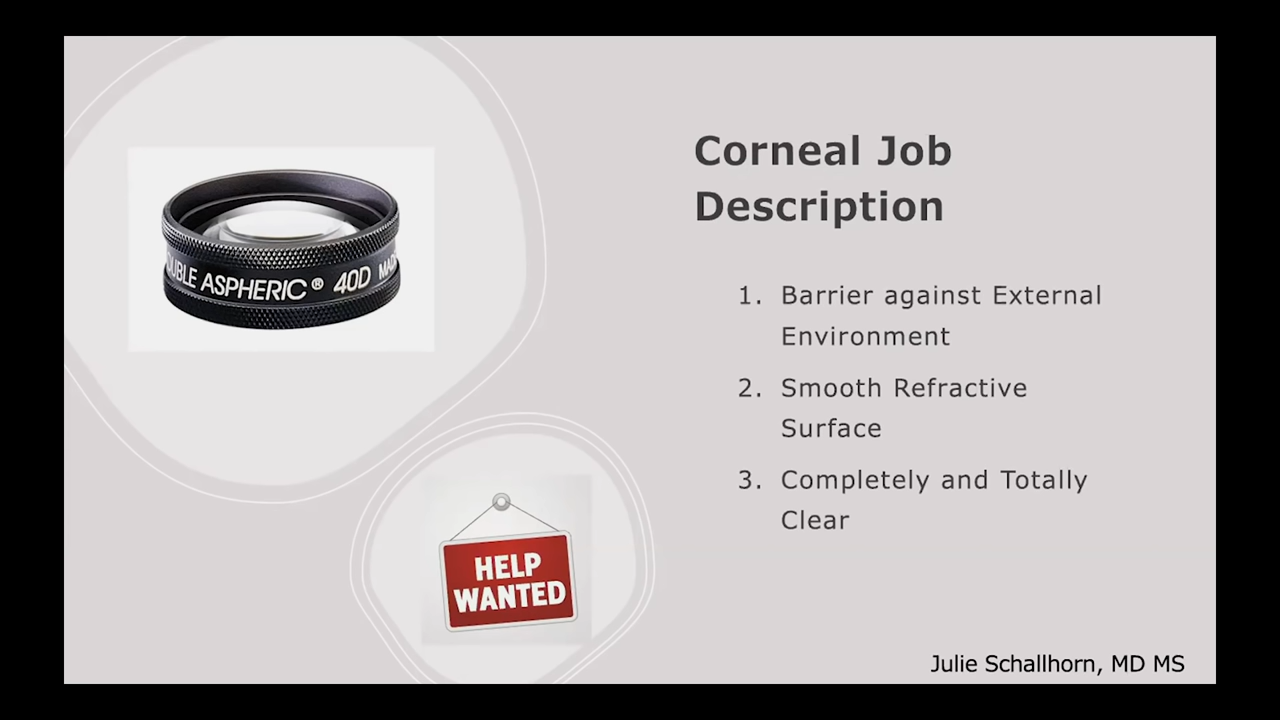 Corneal Job
Description
1. Barrier against External
Environment
2. Smooth Refractive
Surface
3. Completely and Totally
Clear
ASPHERIC® 40D
HELP
WANTED
Julie Schallhorn, MD MS